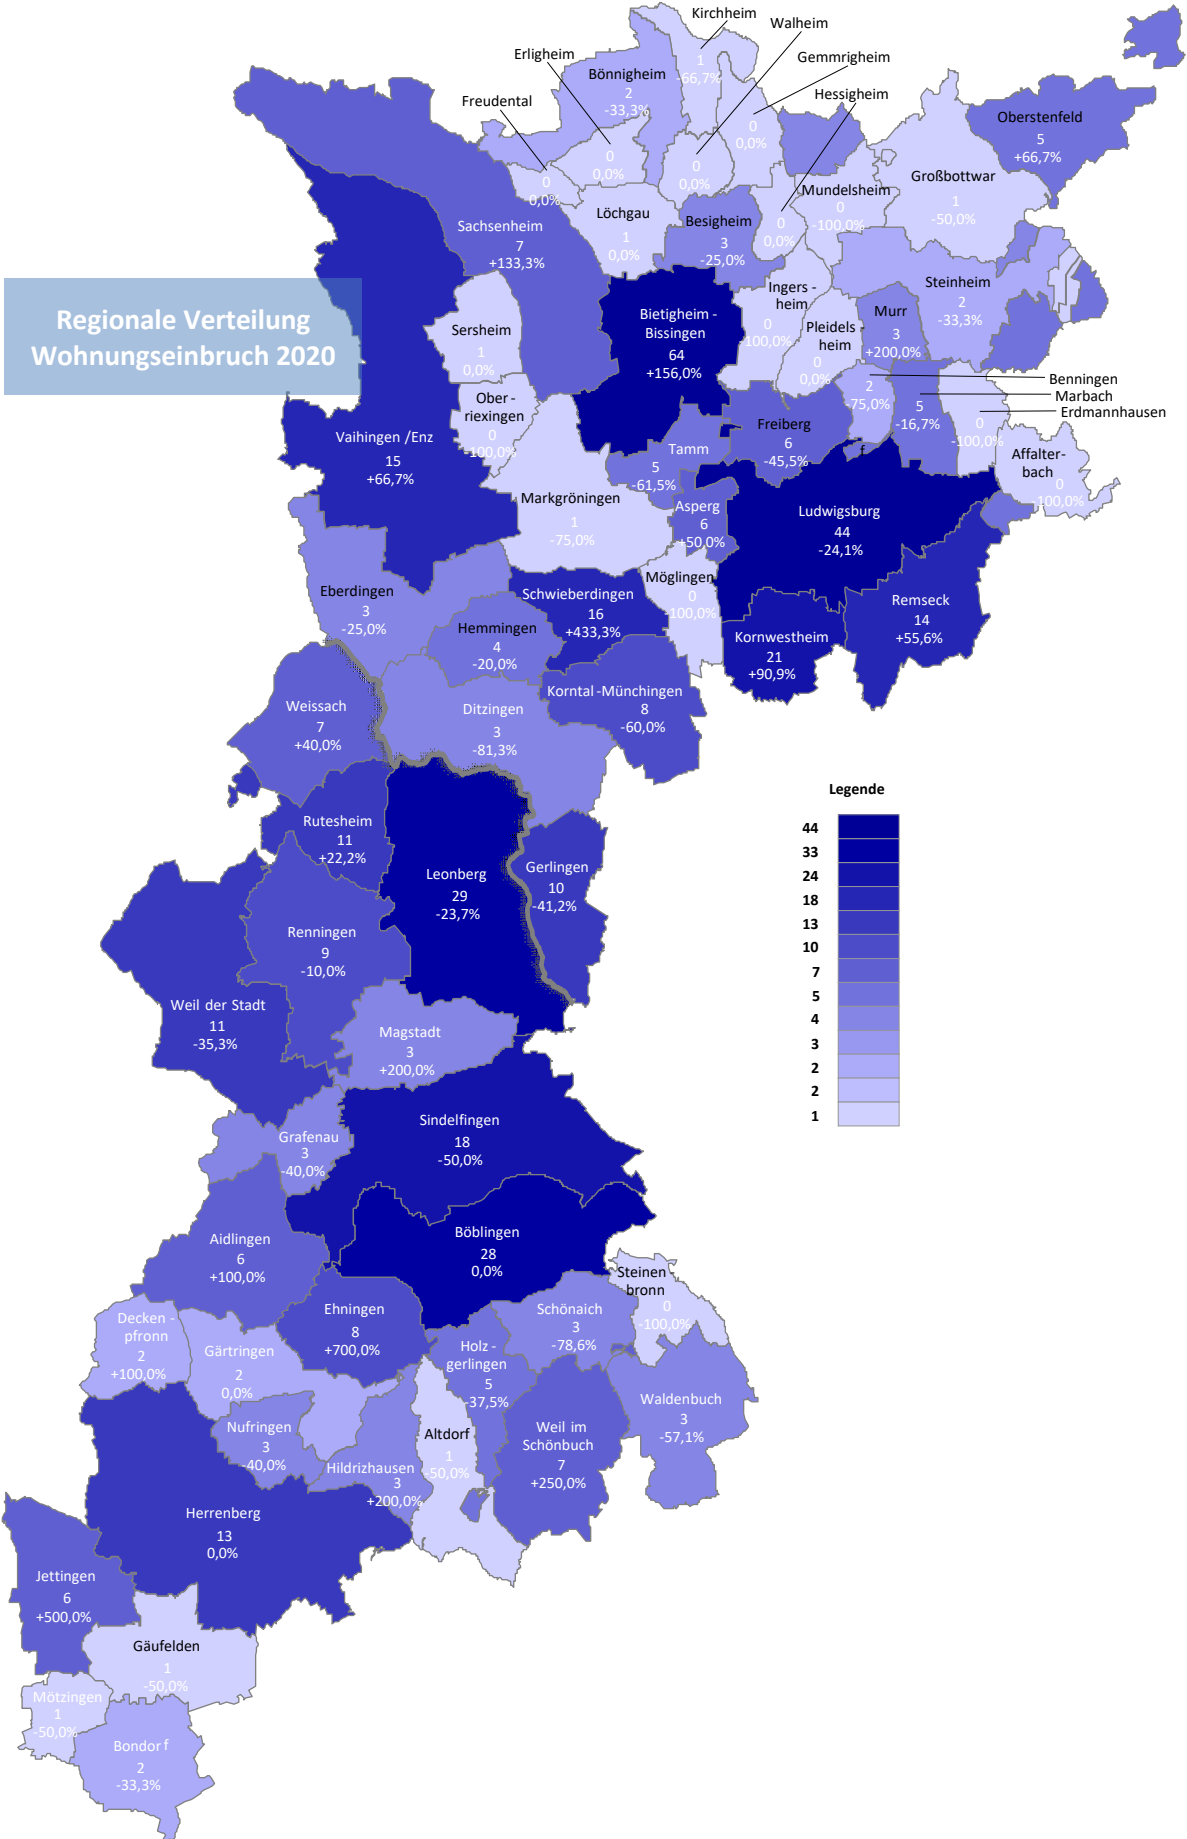 Kirchheim
1
-66,7%
Walheim
Erligheim
Gemmrigheim
Bönnigheim
2
-33,3%
Freudental
Hessigheim
0
0,0%
Oberstenfeld
5
+66,7%
0
0,0%
0
0,0%
0
0,0%
Großbottwar
1
-50,0%
Mundelsheim
0
-100,0%
Sachsenheim
7
+133,3%
Löchgau
1
0,0%
Besigheim
3
-25,0%
0
0,0%
Regionale Verteilung
Wohnungseinbruch 2020
Sersheim
1
0,0%
Bietigheim -
Bissingen
64
+156,0%
Ingers -
heim
0
-100,0%
Pleidels -
heim
0
0,0%
Murr
3
+200,0%
Steinheim
2
-33,3%
Benningen
Marbach
Erdmannhausen
2
-75,0%
5
-16,7%
0
-100,0%
Ober -
riexingen
0
-100,0%
Vaihingen /Enz
15
+66,7%
Tamm
5
-61,5%
Freiberg
6
-45,5%
f
Affalter-
bach
0
-100,0%
Markgröningen
1
-75,0%
Asperg
6
+50,0%
Ludwigsburg
44
-24,1%
Eberdingen
3
-25,0%
Schwieberdingen
16
+433,3%
Möglingen
0
-100,0%
Remseck
14
+55,6%
Hemmingen
4
-20,0%
Kornwestheim
21
+90,9%
Weissach
7
+40,0%
Ditzingen
3
-81,3%
Korntal -Münchingen
8
-60,0%
Legende
44
33
24
18
13
10
7
5
4
3
2
2
1
Rutesheim
11
+22,2%
Leonberg
29
-23,7%
Gerlingen
10
-41,2%
Renningen
9
-10,0%
Weil der Stadt
11
-35,3%
Magstadt
3
+200,0%
Grafenau
3
-40,0%
Sindelfingen
18
-50,0%
Aidlingen
6
+100,0%
Böblingen
28
0,0%
Steinen -
bronn
0
-100,0%
Decken -
pfronn
2
+100,0%
Gärtringen
2
0,0%
Ehningen
8
+700,0%
Holz -
gerlingen
5
-37,5%
Schönaich
3
-78,6%
Waldenbuch
3
-57,1%
Nufringen
3
-40,0%
Hildrizhausen
3
+200,0%
Altdorf
1
-50,0%
Weil im
Schönbuch
7
+250,0%
Herrenberg
13
0,0%
Jettingen
6
+500,0%
Gäufelden
1
-50,0%
Mötzingen
1
-50,0%
Bondorf
2
-33,3%